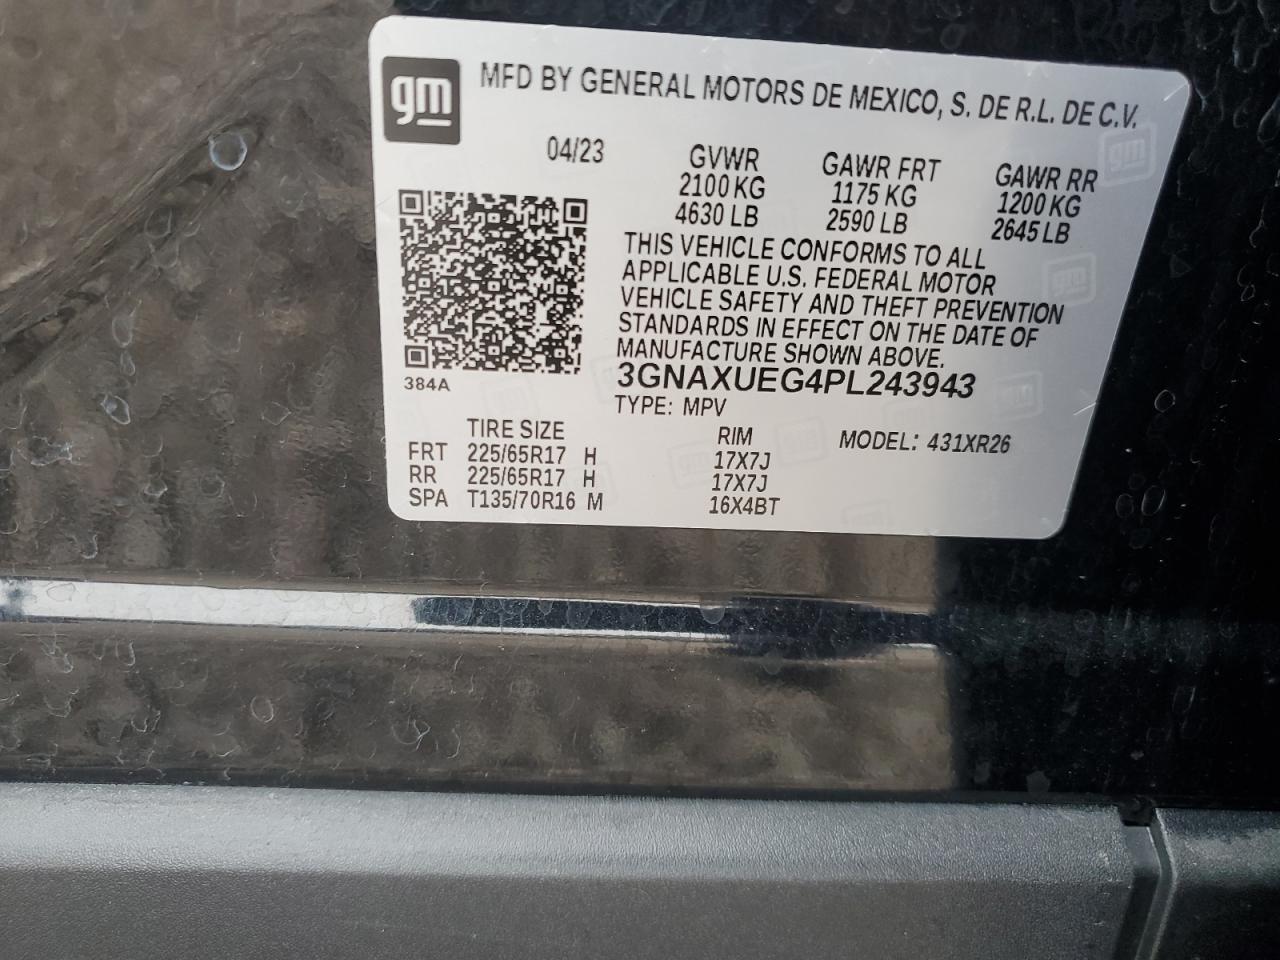 gm MFD BY GENERAL MOTORS DE MEXICO, S. DE R.L. DE C.V.
04/23 GVWR GAWR FRT GAWR RR
2100 KG 1175 KG 1200 KG
4630 LB 2590 LB 2645 LB
THIS VEHICLE CONFORMS TO ALL
APPLICABLE U.S. FEDERAL MOTOR
VEHICLE SAFETY AND THEFT PREVENTION
STANDARDS IN EFFECT ON THE DATE OF
MANUFACTURE SHOWN ABOVE.
384A 3GNAXUEG4PL243943
TYPE: MPV
TIRE SIZE RIM MODEL: 431XR26
FRT 225/65R17 H 17X7J
RR 225/65R17 H 17X7J
SPA T135/70R16 M 16X4BT